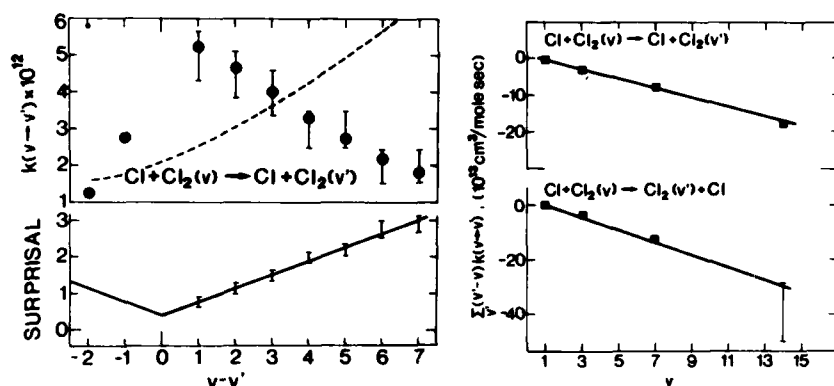 6
5
4
3
2
1
k(v→v')×10¹²
Cl+Cl₂(v)→Cl+Cl₂(v')
3
2
1
0
SURPRISAL
-2 -1 0 1 2 3 4 5 6 7
v-v'
Cl+Cl₂(v)→Cl+Cl₂(v')
0
-10
-20
Cl+Cl₂(v)→Cl₂(v')+Cl
0
-20
-40
Σ(v'-v)k(v→v'), (10³³cm³/mole sec)
v'
1 3 5 7 9 11 13 15
v